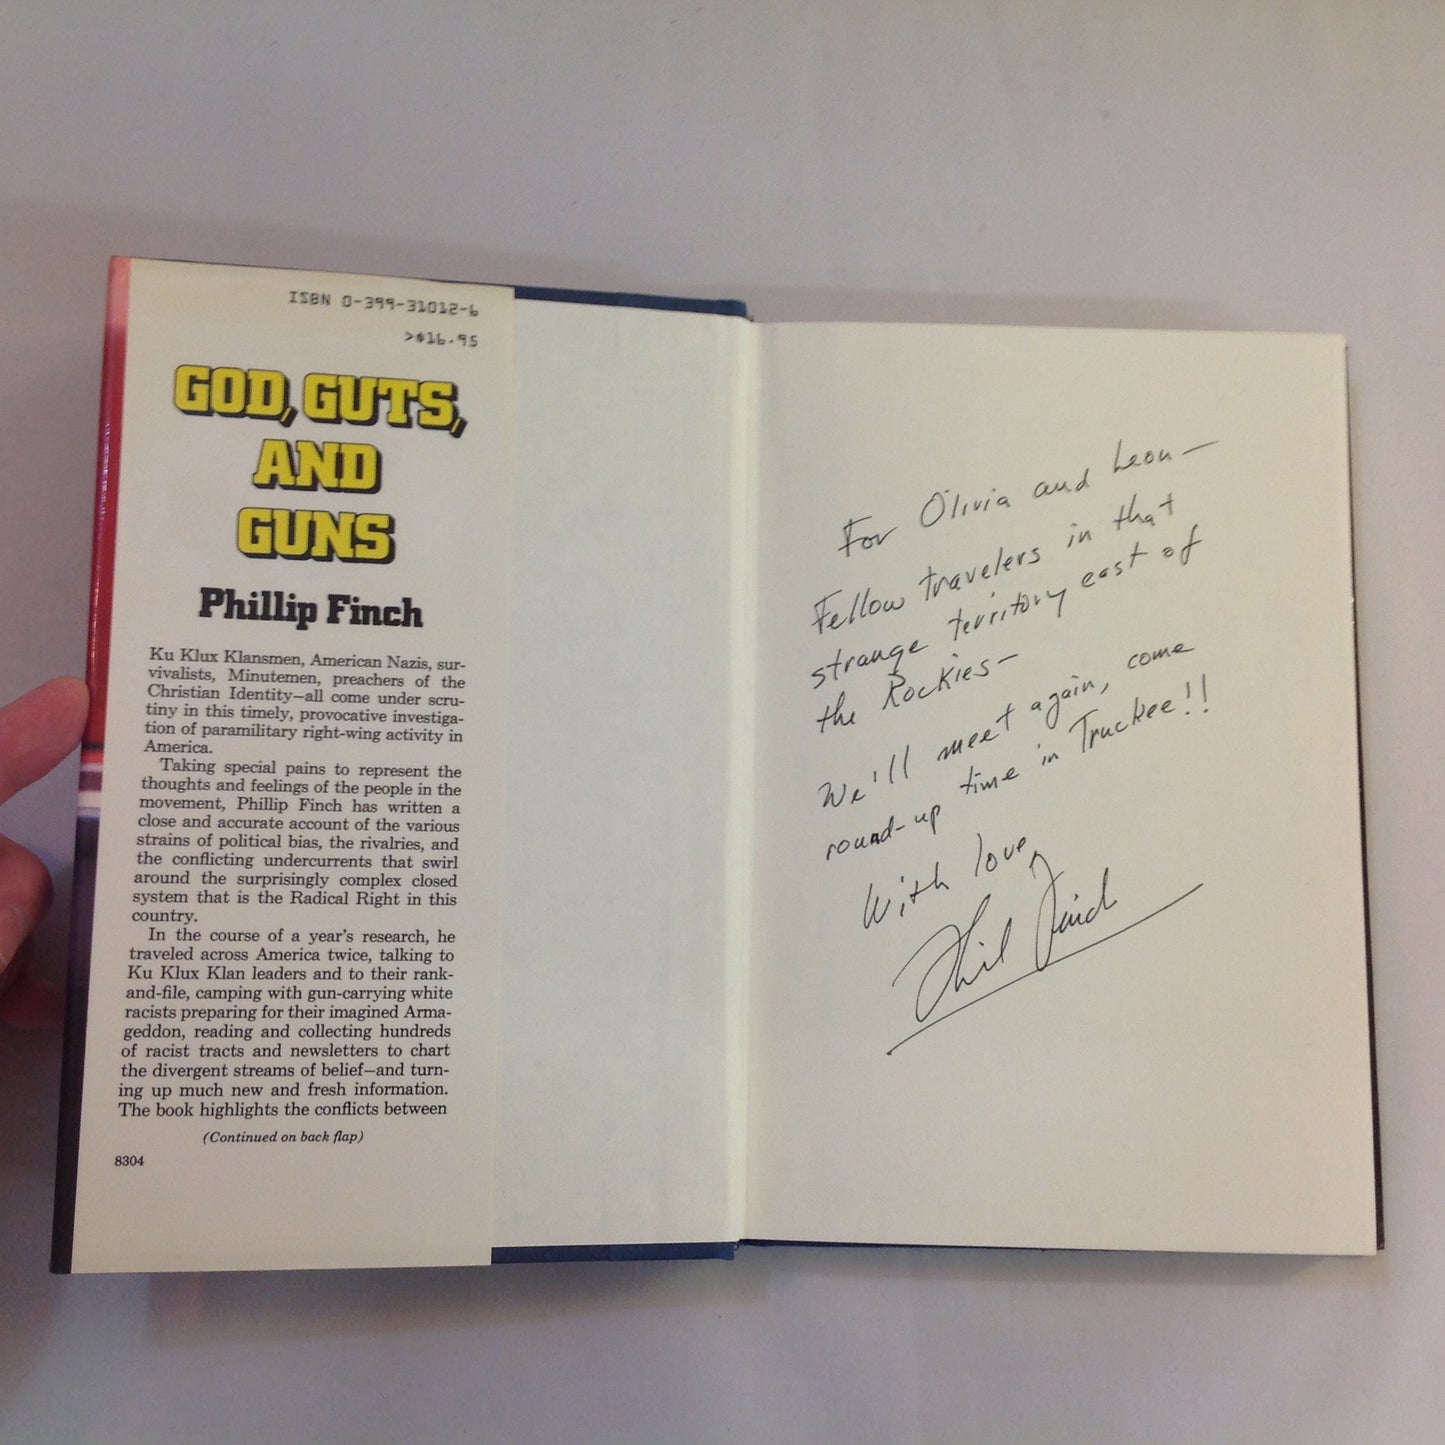 ISBN 0-399-31012-6
>$16.95
GOD, GUTS,
AND
GUNS
Phillip Finch
Ku Klux Klansmen, American Nazis, sur-
vivalists, Minutemen, preachers of the
Christian Identity—all come under scru-
tiny in this timely, provocative investiga-
tion of paramilitary right-wing activity in
America.
Taking special pains to represent the
thoughts and feelings of the people in the
movement, Phillip Finch has written a
close and accurate account of the various
strains of political bias, the rivalries, and
the conflicting undercurrents that swirl
around the surprisingly complex closed
system that is the Radical Right in this
country.
In the course of a year's research, he
traveled across America twice, talking to
Ku Klux Klan leaders and to their rank-
and-file, camping with gun-carrying white
racists preparing for their imagined Arma-
geddon, reading and collecting hundreds
of racist tracts and newsletters to chart
the divergent streams of belief—and turn-
ing up much new and fresh information.
The book highlights the conflicts between
(Continued on back flap)
8304
For Olivia and Leon—
Fellow travelers in that
strange territory east of
the Rockies—
We'll meet again, come
round-up time in Truckee!!
With love,
Phil Finch